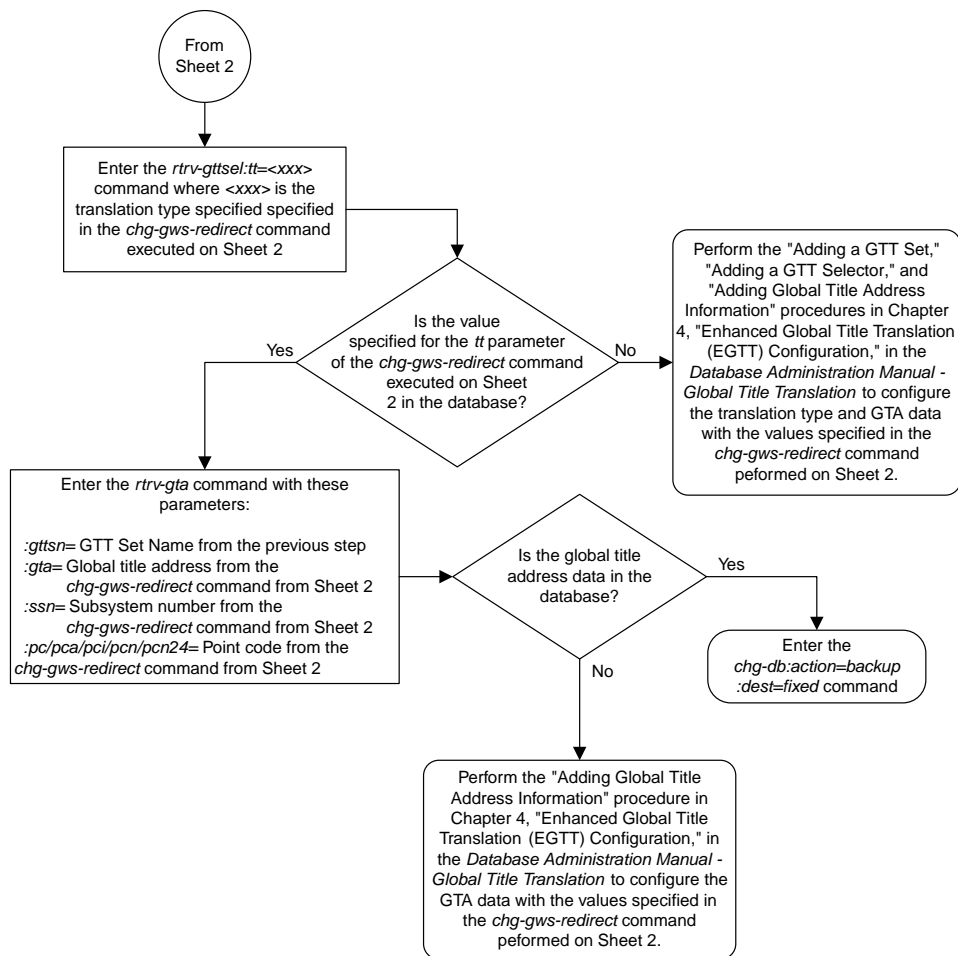 From
Sheet 2
Enter the rtrv-gttsel:tt=<xxx>
command where <xxx> is the
translation type specified specified
in the chg-gws-redirect command
executed on Sheet 2
Is the value
specified for the tt parameter
of the chg-gws-redirect command
executed on Sheet
2 in the database?
Yes
No
Perform the "Adding a GTT Set,"
"Adding a GTT Selector," and
"Adding Global Title Address
Information" procedures in Chapter
4, "Enhanced Global Title Translation
(EGTT) Configuration," in the
Database Administration Manual -
Global Title Translation to configure
the translation type and GTA data
with the values specified in the
chg-gws-redirect command
peformed on Sheet 2.
Enter the rtrv-gta command with these
parameters:
:gttsn= GTT Set Name from the previous step
:gta= Global title address from the
chg-gws-redirect command from Sheet 2
:ssn= Subsystem number from the
chg-gws-redirect command from Sheet 2
:pc/pca/pci/pcn/pcn24= Point code from the
chg-gws-redirect command from Sheet 2
Is the global title
address data in the
database?
Yes
No
Enter the
chg-db:action=backup
:dest=fixed command
Perform the "Adding Global Title
Address Information" procedure in
Chapter 4, "Enhanced Global Title
Translation (EGTT) Configuration," in
the Database Administration Manual -
Global Title Translation to configure the
GTA data with the values specified in
the chg-gws-redirect command
peformed on Sheet 2.